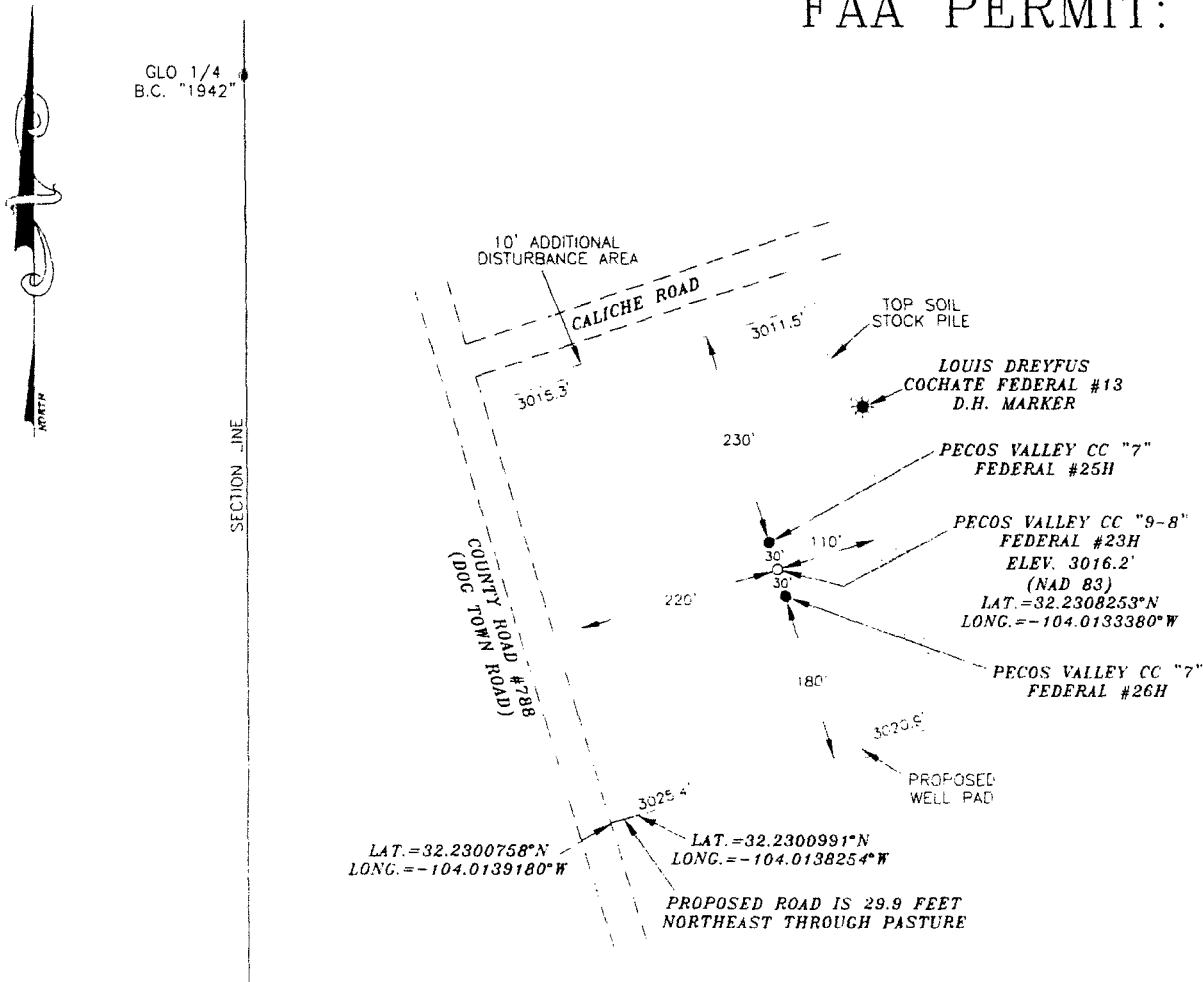 FAA PERMIT:
GLO 1/4
B.C. "1942"
NORTH
SECTION LINE
10' ADDITIONAL
DISTURBANCE AREA
CALICHE ROAD
3011.5'
3015.3'
TOP SOIL
STOCK PILE
LOUIS DREYFUS
COCHATE FEDERAL #13
D.H. MARKER
230'
PECOS VALLEY CC "7"
FEDERAL #25H
PECOS VALLEY CC "9-8"
FEDERAL #23H
ELEV. 3016.2'
(NAD 83)
LAT.=32.2308253°N
LONG.=-104.0133380°W
30'
110'
30'
220'
COUNTY ROAD #788
(DOG TOWN ROAD)
PECOS VALLEY CC "7"
FEDERAL #26H
180'
3020.9'
PROPOSED
WELL PAD
3025.4'
LAT.=32.2300758°N
LONG.=-104.0139180°W
LAT.=32.2300991°N
LONG.=-104.0138254°W
PROPOSED ROAD IS 29.9 FEET
NORTHEAST THROUGH PASTURE